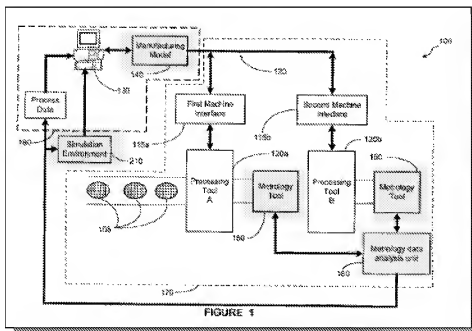 100
Manufacturing
Model
140
130
120
Process
Data
180
First Machine
Interface
115a
Second Machine
Interface
115b
Simulation
Environment
210
120a
120b
150
Processing
Tool
A
Metrology
Tool
150
Processing
Tool
B
Metrology
Tool
105
Metrology data
analysis unit
160
170
FIGURE 1